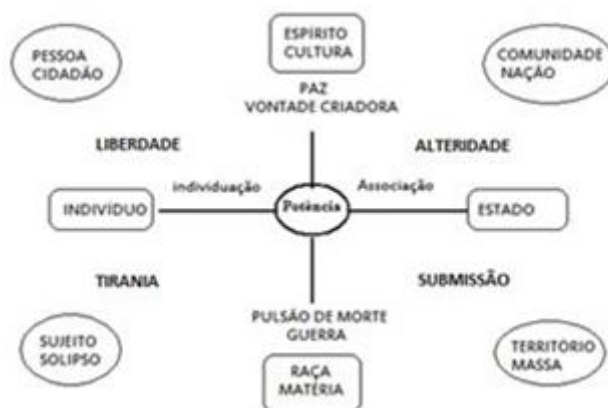 PESSOA
CIDADÃO
ESPÍRITO
CULTURA
COMUNIDADE
NAÇÃO
PAZ
VONTADE CRIADORA
LIBERDADE
ALTERIDADE
individuação
Associação
INDIVÍDUO
Potência
ESTADO
TIRANIA
SUBMISSÃO
PULSÃO DE MORTE
GUERRA
SUJEITO
SOLIPSO
RAÇA
MATÉRIA
TERRITÓRIO
MASSA